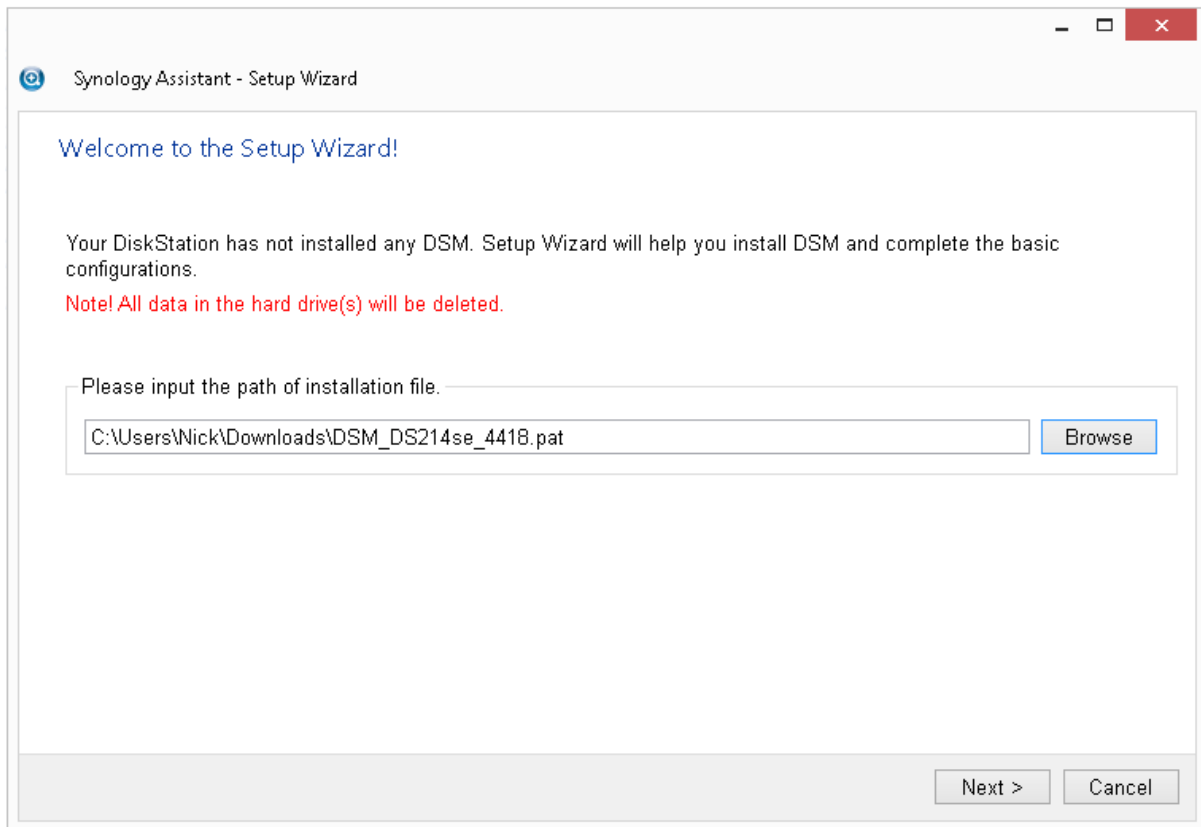 Synology Assistant - Setup Wizard
Welcome to the Setup Wizard!
Your DiskStation has not installed any DSM. Setup Wizard will help you install DSM and complete the basic
configurations.
Note! All data in the hard drive(s) will be deleted.
Please input the path of installation file.
C:\Users\Nick\Downloads\DSM_DS214se_4418.pat
Browse
Next >
Cancel